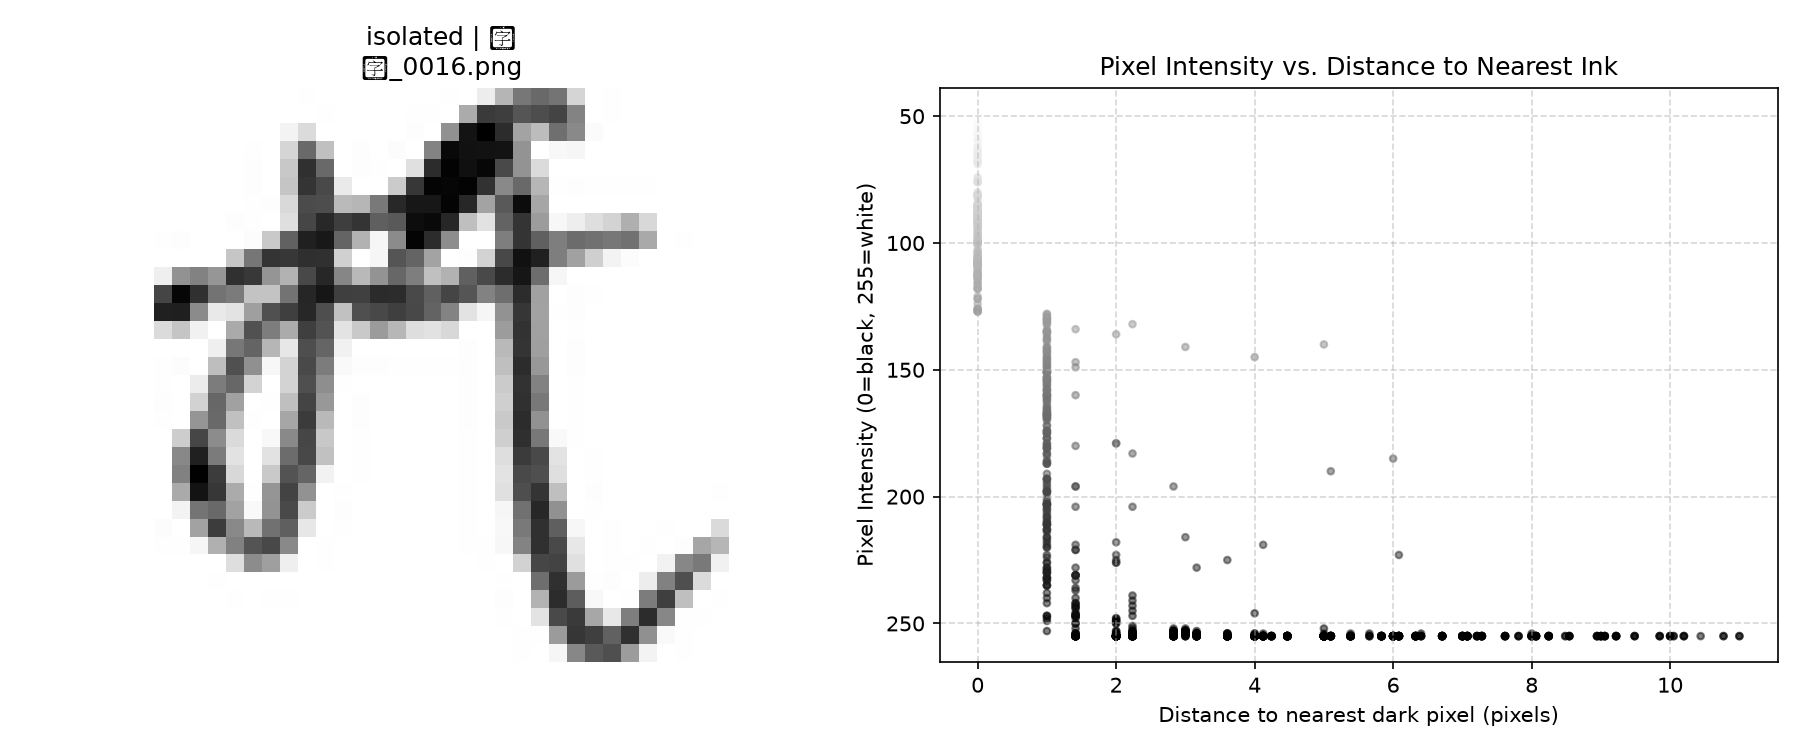 isolated |
_0016.png
Pixel Intensity vs. Distance to Nearest Ink
Pixel Intensity (0=black, 255=white)
50
100
150
200
250
0 2 4 6 8 10
Distance to nearest dark pixel (pixels)